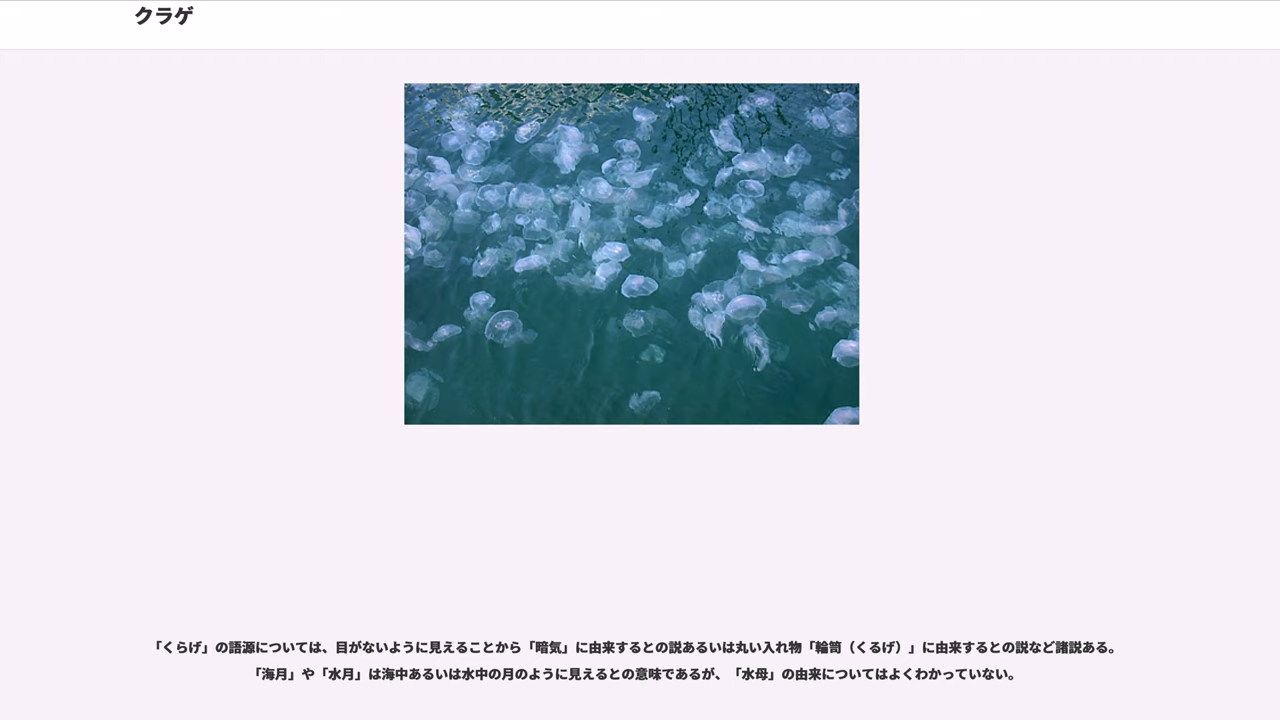 クラゲ
「くらげ」の語源については、目がないように見えることから「暗気」に由来するとの説あるいは丸い入れ物「輪笥（くるげ）」に由来するとの説など諸説ある。
「海月」や「水月」は海中あるいは水中の月のように見えるとの意味であるが、「水母」の由来についてはよくわかっていない。